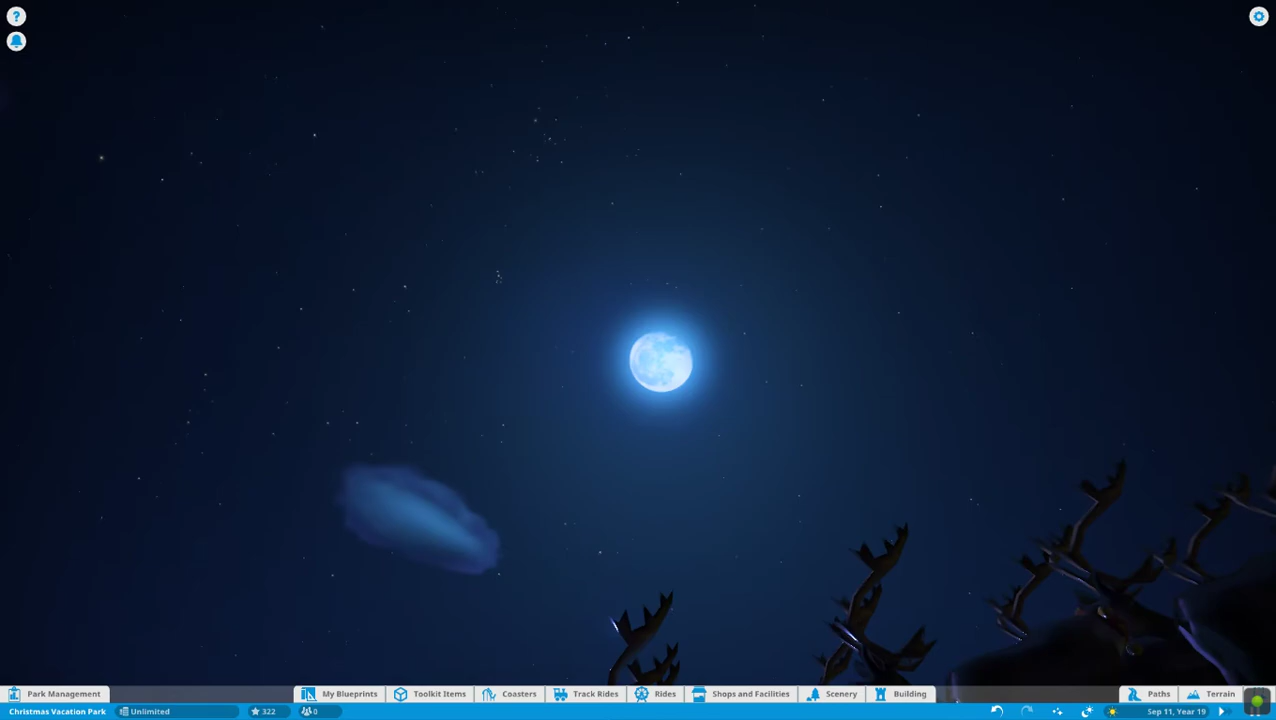 ?
Park Management
My Blueprints
Toolkit Items
Coasters
Track Rides
Rides
Shops and Facilities
Scenery
Building
Paths
Terrain
Christmas Vacation Park
Unlimited
322
0
Sep 11, Year 19